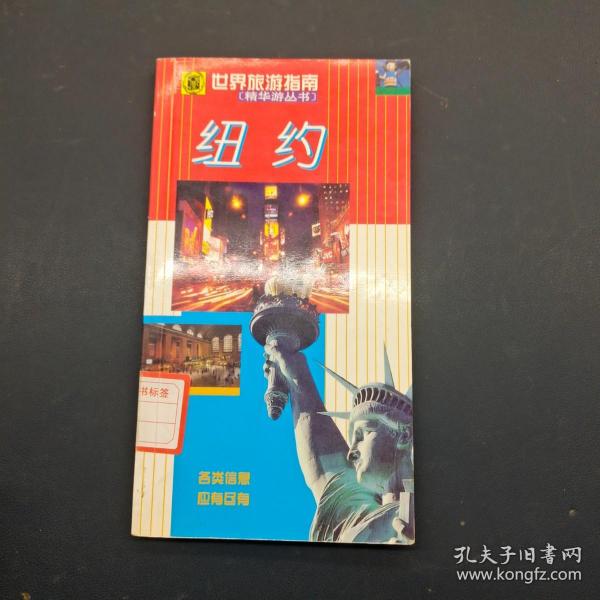 世界旅游指南
[精华游丛书]
纽约
书标签
各类信息
应有尽有
孔夫子旧书网
www.kongfz.com